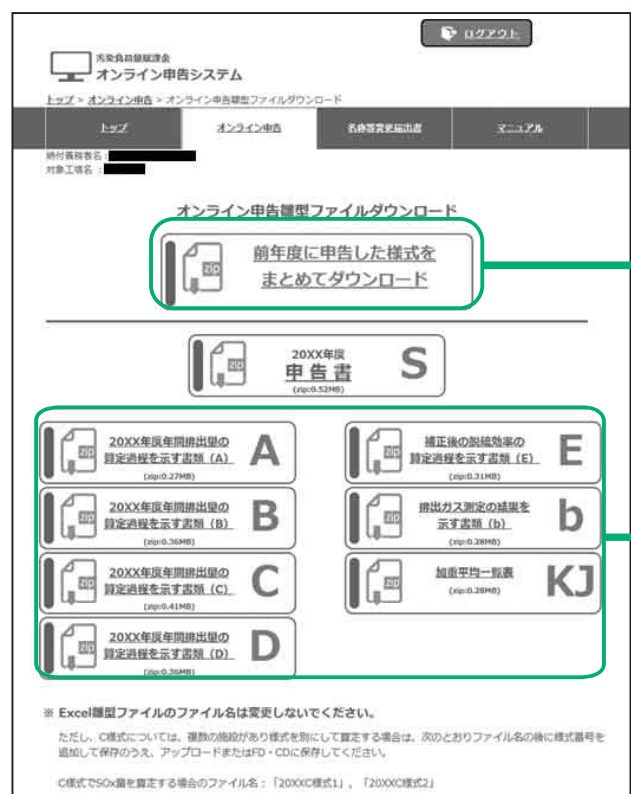 ログアウト
汚染負荷量賦課金
オンライン申告システム
トップ > オンライン申告 > オンライン申告雛型ファイルダウンロード
トップ オンライン申告 名称等変更届出書 マニュアル
納付義務者名：
対象工場名 ：
オンライン申告雛型ファイルダウンロード
zip
前年度に申告した様式を
まとめてダウンロード
zip
20XX年度
申告書
(zip:0.52MB)
S
zip
20XX年度年間排出量の
算定過程を示す書類（A）
(zip:0.27MB)
A
zip
補正後の脱硫効率の
算定過程を示す書類（E）
(zip:0.31MB)
E
zip
20XX年度年間排出量の
算定過程を示す書類（B）
(zip:0.36MB)
B
zip
排出ガス測定の結果を
示す書類（b）
(zip:0.28MB)
b
zip
20XX年度年間排出量の
算定過程を示す書類（C）
(zip:0.41MB)
C
zip
加重平均一覧表
(zip:0.28MB)
KJ
zip
20XX年度年間排出量の
算定過程を示す書類（D）
(zip:0.36MB)
D
※ Excel雛型ファイルのファイル名は変更しないでください。
ただし、C様式については、複数の施設があり様式を別にして算定する場合は、次のとおりファイル名の後に様式番号を
追加して保存のうえ、アップロードまたはFD・CDに保存してください。
C様式でSOx量を算定する場合のファイル名：「20XXC様式1」，「20XXC様式2」